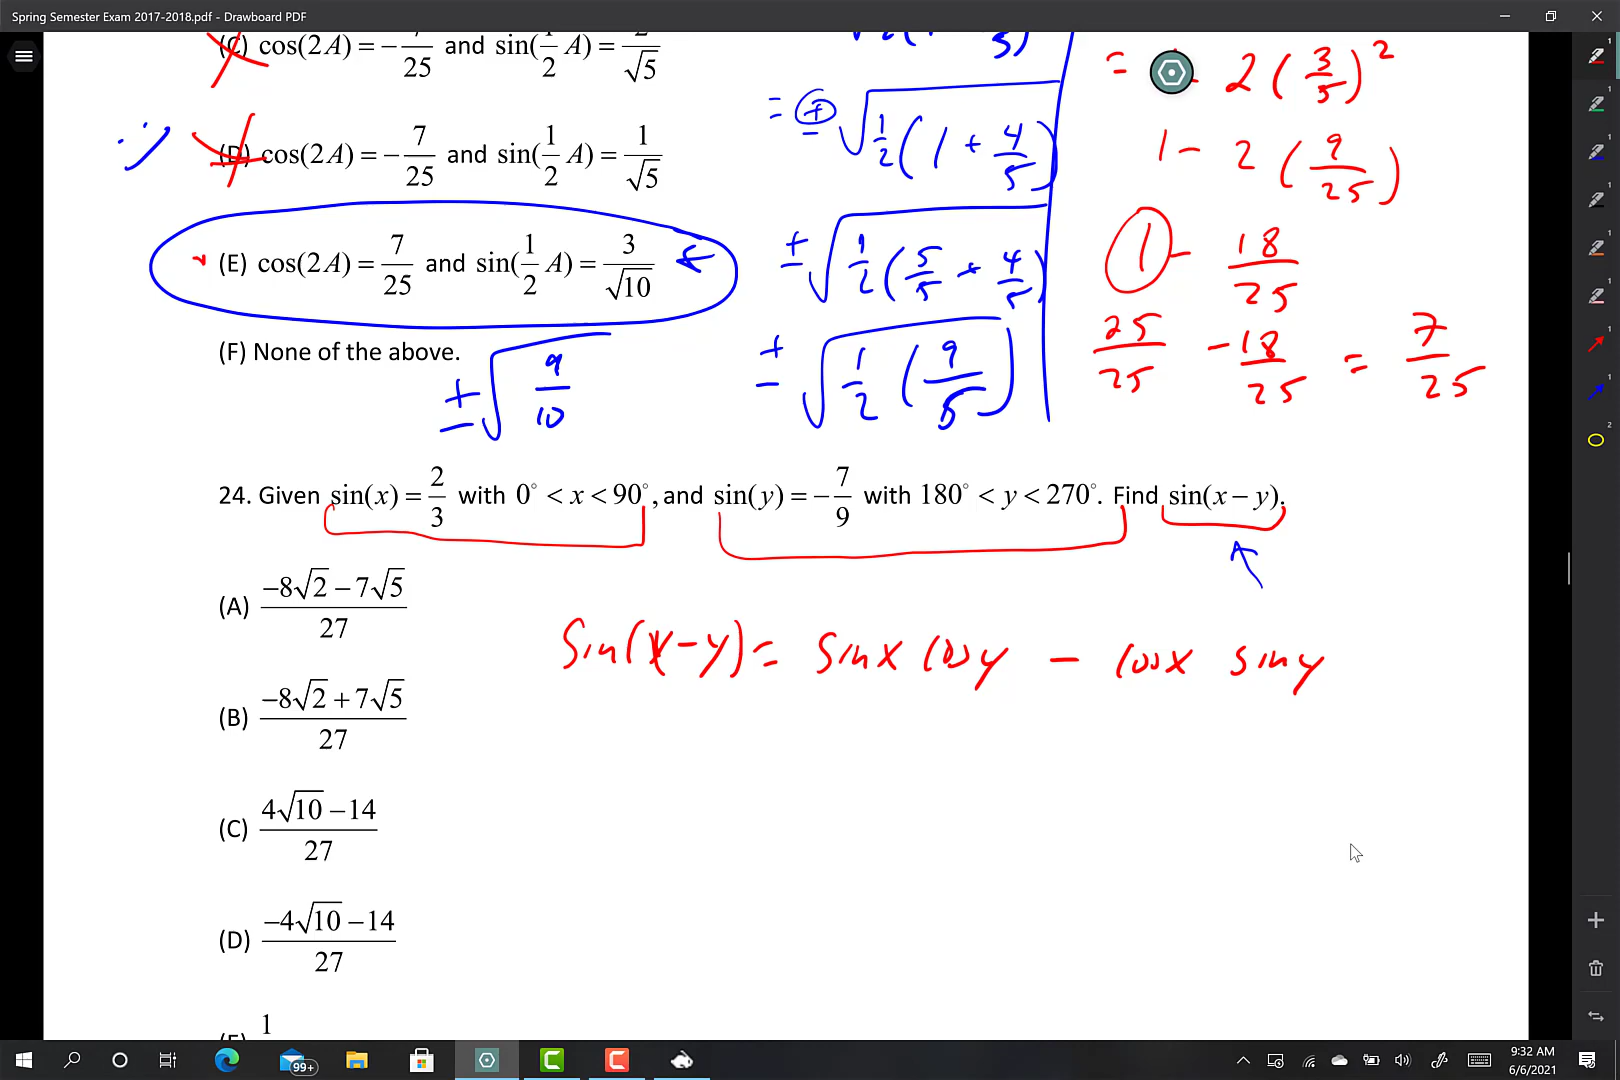 Spring Semester Exam 2017-2018.pdf - Drawboard PDF
(C) cos(2A) = -7/25 and sin(1/2 A) = 2/√5
(D) cos(2A) = -7/25 and sin(1/2 A) = 1/√5
(E) cos(2A) = 7/25 and sin(1/2 A) = 3/√10
(F) None of the above.
± √(9/10)
= ± √(1/2 (1 + 4/5))
± √(1/2 (5/5 + 4/5))
± √(1/2 (9/5))
= 2 (3/5)²
1 - 2 (9/25)
1 - 18/25
25/25 - 18/25 = 7/25
24. Given sin(x) = 2/3 with 0° < x < 90°, and sin(y) = -7/9 with 180° < y < 270°. Find sin(x - y).
sin(x-y) = sinx cosy - cosx siny
(A) (-8√2 - 7√5)/27
(B) (-8√2 + 7√5)/27
(C) (4√10 - 14)/27
(D) (-4√10 - 14)/27
1
99+
9:32 AM
6/6/2021